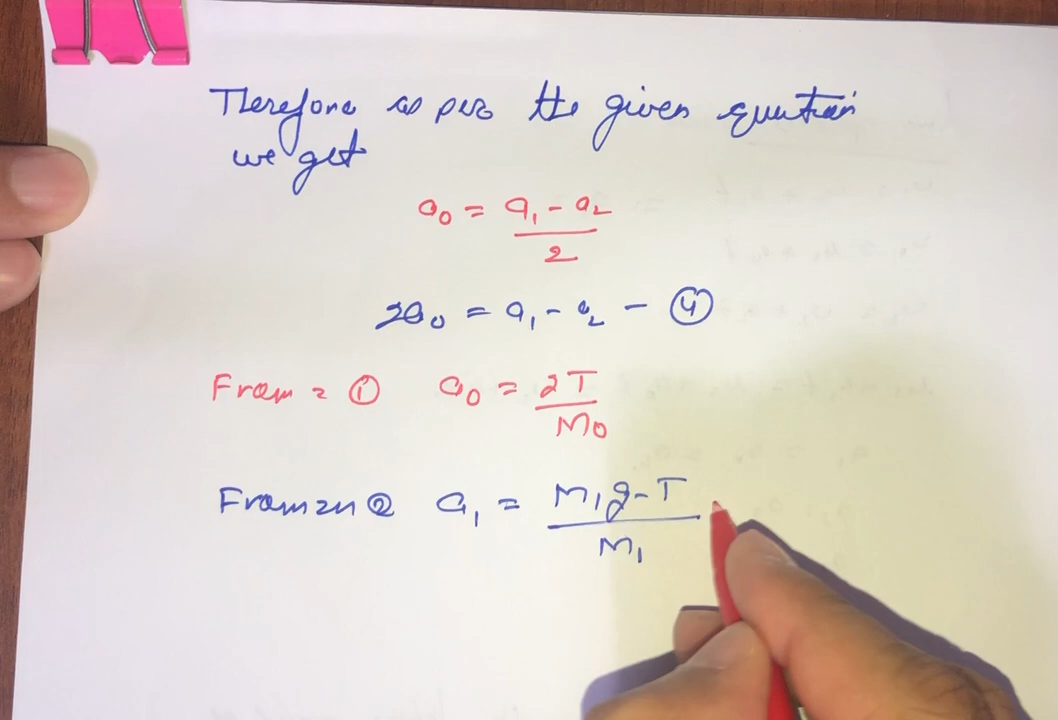 Therefore as per the given equation
we get
a₀ = a₁ - a₂ / 2
2a₀ = a₁ - a₂ - ④
From = ① a₀ = 2T / M₀
From en ② a₁ = M₁g - T / M₁